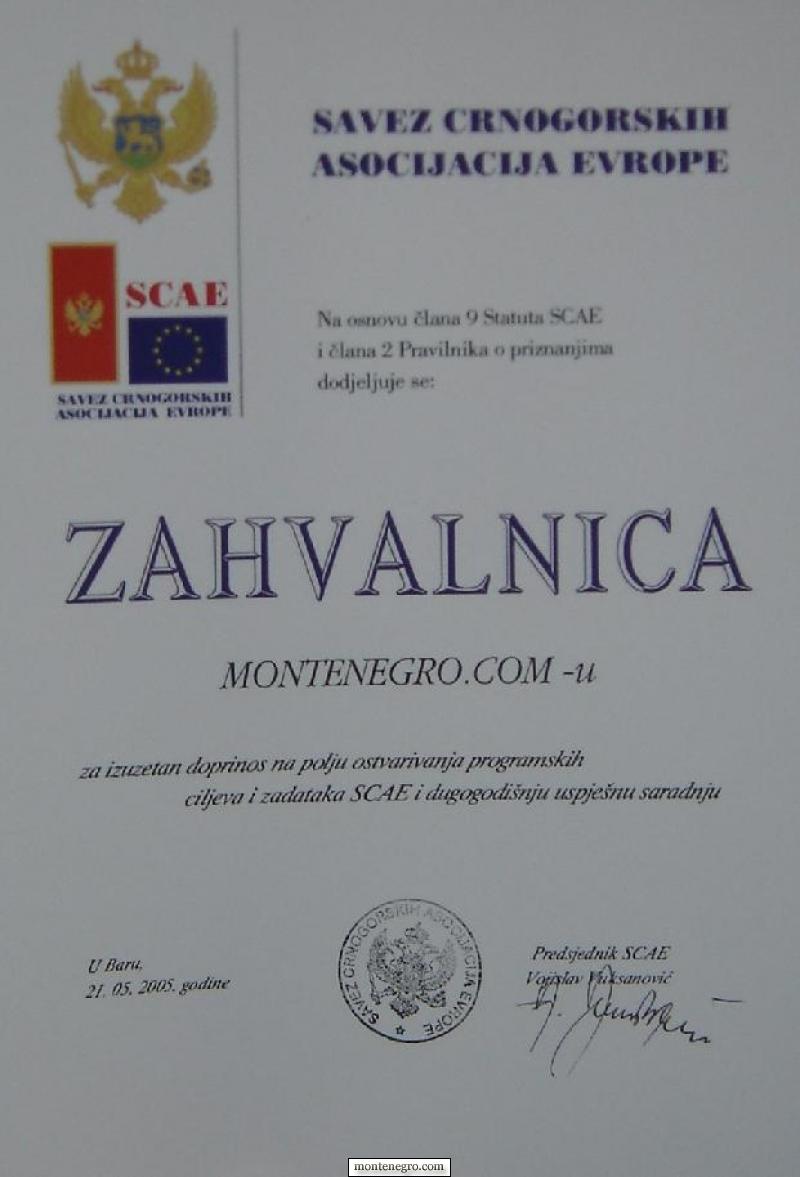 SAVEZ CRNOGORSKIH
ASOCIJACIJA EVROPE
SCAE
SAVEZ CRNOGORSKIH
ASOCIJACIJA EVROPE
Na osnovu člana 9 Statuta SCAE
i člana 2 Pravilnika o priznanjima
dodjeljuje se:
ZAHVALNICA
MONTENEGRO.COM -u
za izuzetan doprinos na polju ostvarivanja programskih
ciljeva i zadataka SCAE i dugogodišnju uspješnu saradnju
U Baru,
21. 05. 2005. godine
SAVEZ CRNOGORSKIH ASOCIJACIJA EVROPE
Predsjednik SCAE
Vojislav Vuksanović
montenegro.com